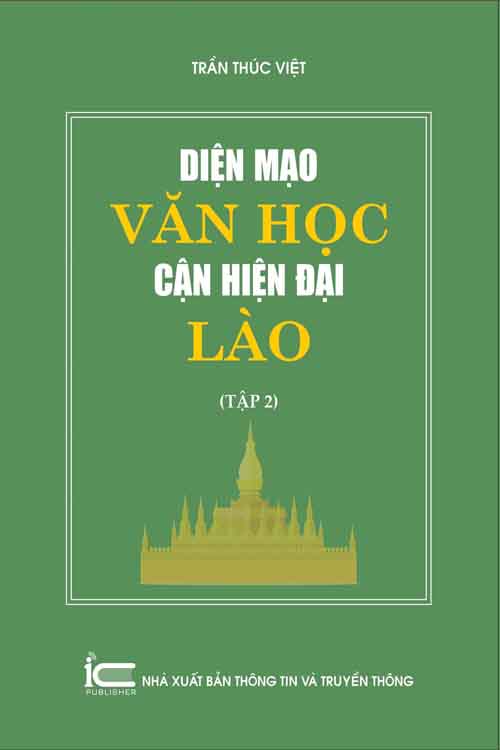 TRẦN THÚC VIỆT
DIỆN MẠO
VĂN HỌC
CẬN HIỆN ĐẠI
LÀO
(TẬP 2)
ic
PUBLISHER
NHÀ XUẤT BẢN THÔNG TIN VÀ TRUYỀN THÔNG